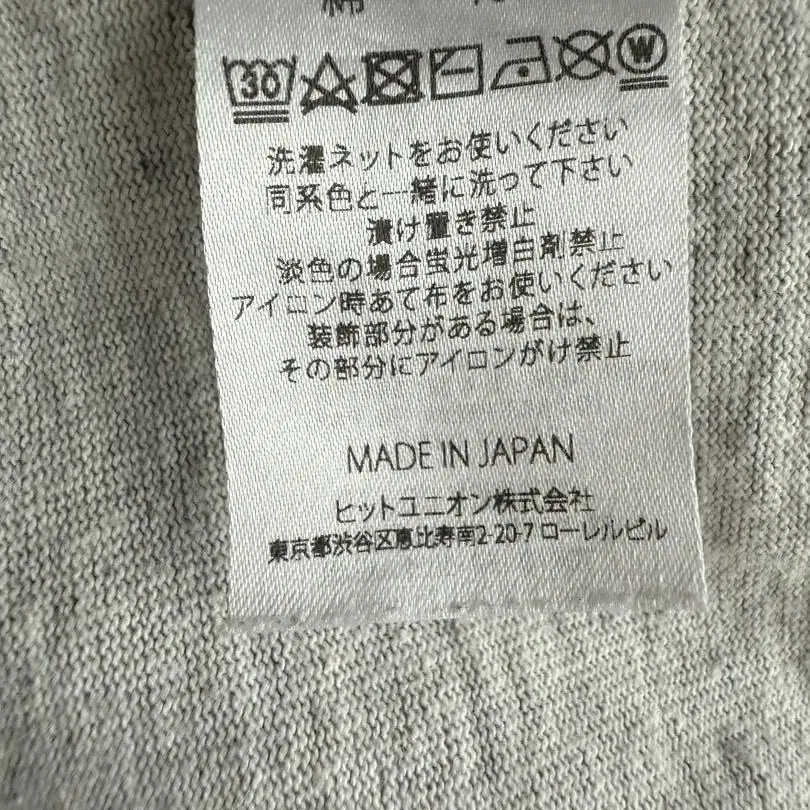 綿
30 W
洗濯ネットをお使いください
同系色と一緒に洗って下さい
漬け置き禁止
淡色の場合蛍光増白剤禁止
アイロン時あて布をお使いください
装飾部分がある場合は、
その部分にアイロンがけ禁止
MADE IN JAPAN
ヒットユニオン株式会社
東京都渋谷区恵比寿南2-20-7 ローレルビル